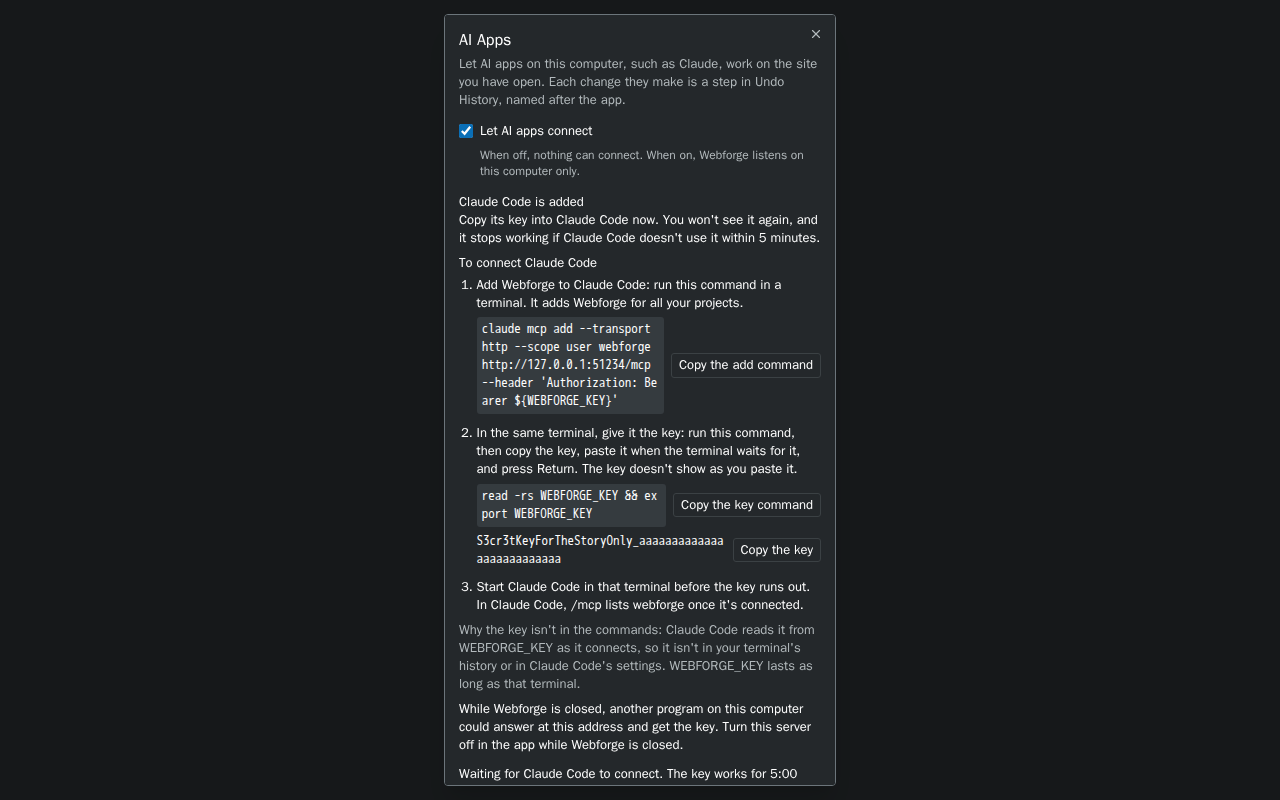 AI Apps
Let AI apps on this computer, such as Claude, work on the site
you have open. Each change they make is a step in Undo
History, named after the app.
Let AI apps connect
When off, nothing can connect. When on, Webforge listens on
this computer only.
Claude Code is added
Copy its key into Claude Code now. You won't see it again, and
it stops working if Claude Code doesn't use it within 5 minutes.
To connect Claude Code
1. Add Webforge to Claude Code: run this command in a
terminal. It adds Webforge for all your projects.
claude mcp add --transport
http --scope user webforge
http://127.0.0.1:51234/mcp
--header 'Authorization: Be
arer ${WEBFORGE_KEY}'
Copy the add command
2. In the same terminal, give it the key: run this command,
then copy the key, paste it when the terminal waits for it,
and press Return. The key doesn't show as you paste it.
read -rs WEBFORGE_KEY && ex
port WEBFORGE_KEY
Copy the key command
S3cr3tKeyForTheStoryOnly_aaaaaaaaaaaaa
aaaaaaaaaaaaa
Copy the key
3. Start Claude Code in that terminal before the key runs out.
In Claude Code, /mcp lists webforge once it's connected.
Why the key isn't in the commands: Claude Code reads it from
WEBFORGE_KEY as it connects, so it isn't in your terminal's
history or in Claude Code's settings. WEBFORGE_KEY lasts as
long as that terminal.
While Webforge is closed, another program on this computer
could answer at this address and get the key. Turn this server
off in the app while Webforge is closed.
Waiting for Claude Code to connect. The key works for 5:00